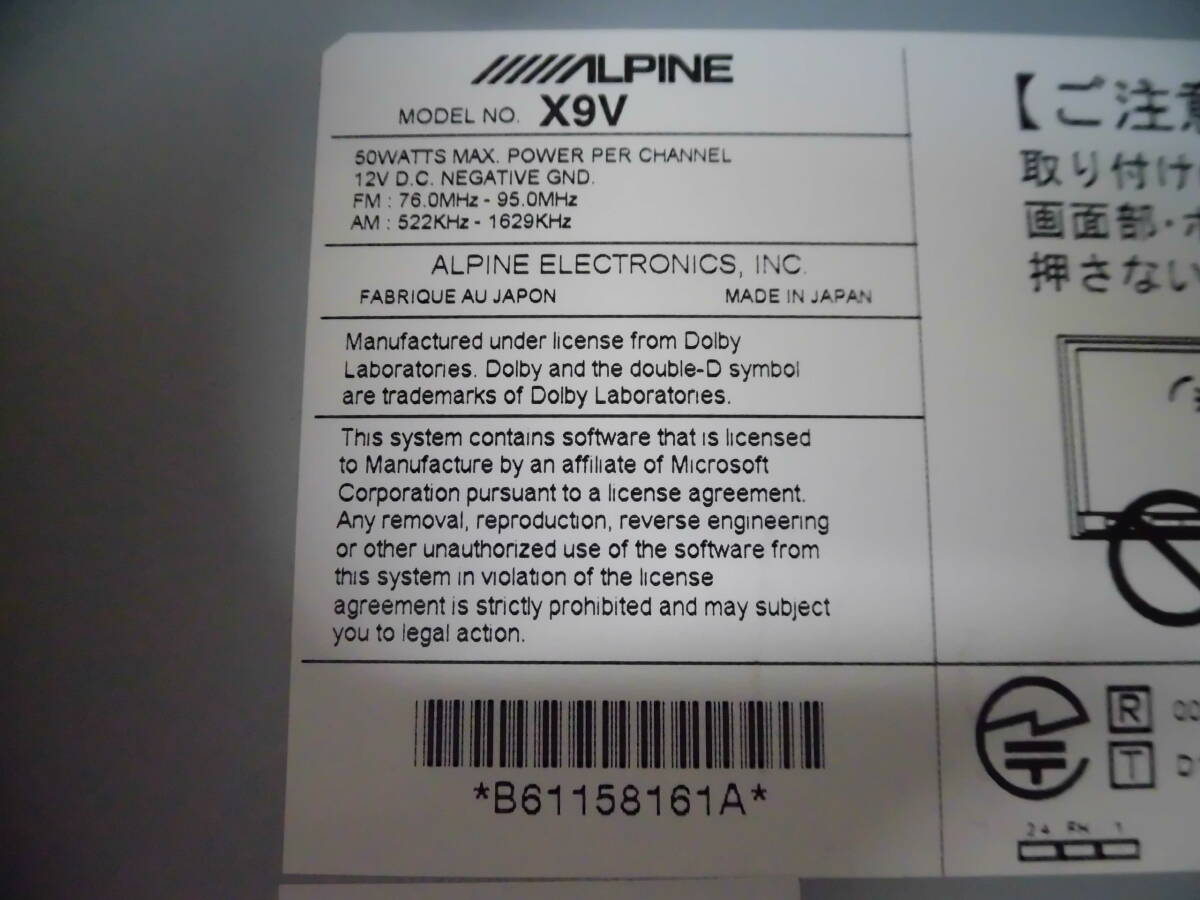 ALPINE
MODEL NO. X9V
50WATTS MAX. POWER PER CHANNEL
12V D.C. NEGATIVE GND.
FM : 76.0MHz - 95.0MHz
AM : 522KHz - 1629KHz
ALPINE ELECTRONICS, INC.
FABRIQUE AU JAPON MADE IN JAPAN
Manufactured under license from Dolby
Laboratories. Dolby and the double-D symbol
are trademarks of Dolby Laboratories.
This system contains software that is licensed
to Manufacture by an affiliate of Microsoft
Corporation pursuant to a license agreement.
Any removal, reproduction, reverse engineering
or other unauthorized use of the software from
this system in violation of the license
agreement is strictly prohibited and may subject
you to legal action.
*B61158161A*
【ご注意
取り付け
画面部・
押さない
R 00
T D